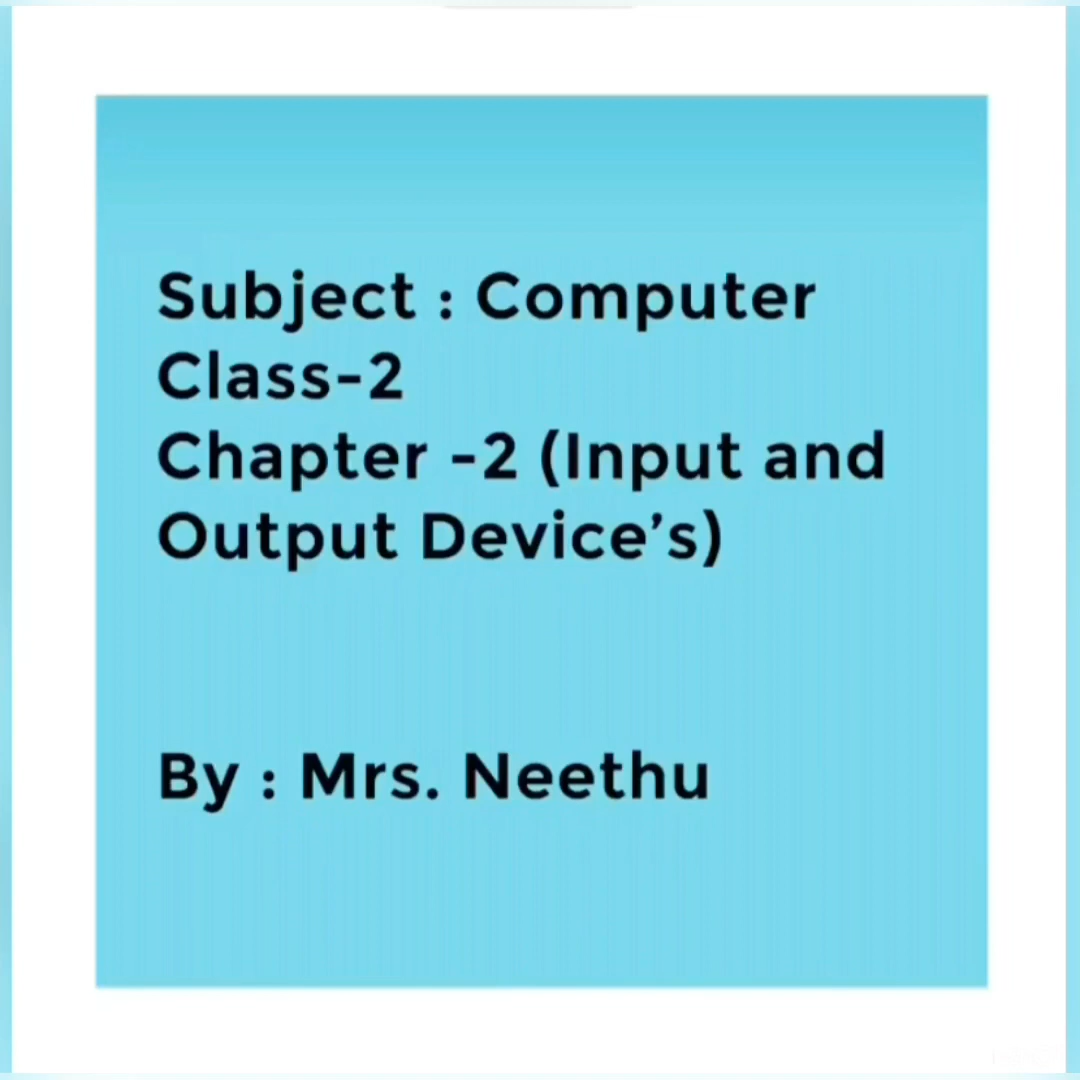 Subject : Computer
Class-2
Chapter -2 (Input and
Output Device’s)
By : Mrs. Neethu